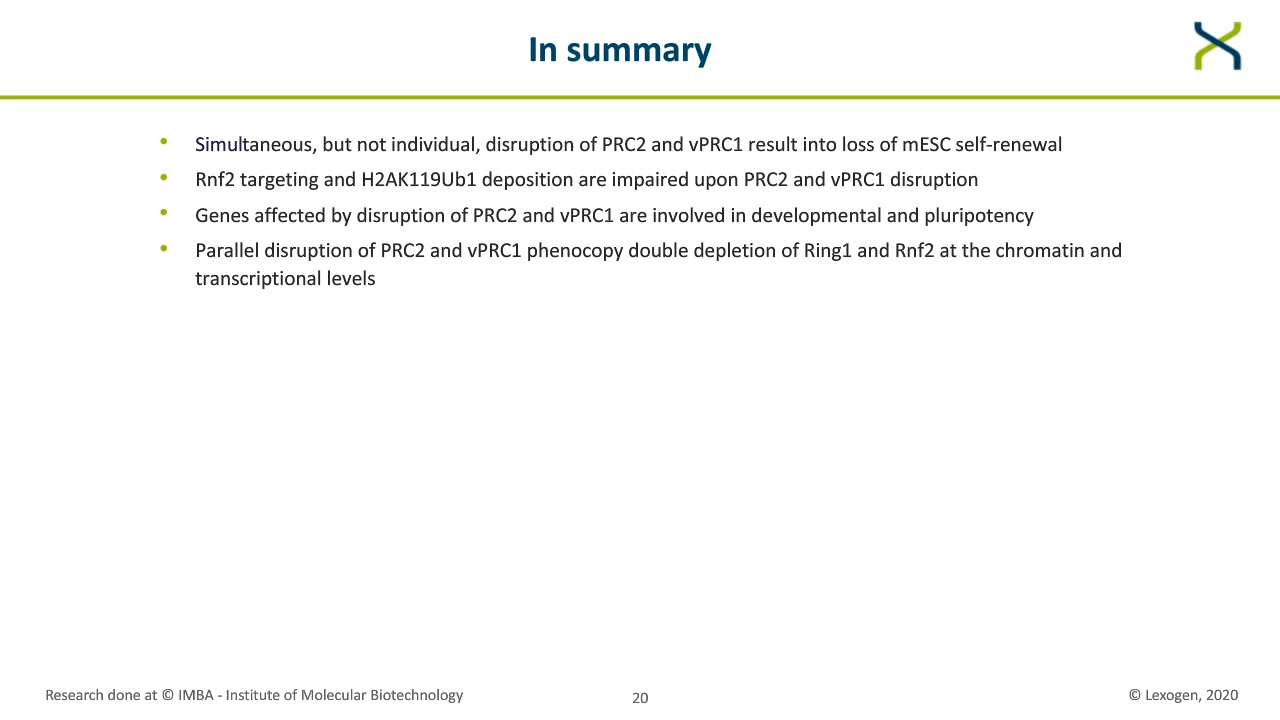 In summary
• Simultaneous, but not individual, disruption of PRC2 and vPRC1 result into loss of mESC self-renewal
• Rnf2 targeting and H2AK119Ub1 deposition are impaired upon PRC2 and vPRC1 disruption
• Genes affected by disruption of PRC2 and vPRC1 are involved in developmental and pluripotency
• Parallel disruption of PRC2 and vPRC1 phenocopy double depletion of Ring1 and Rnf2 at the chromatin and
transcriptional levels
Research done at © IMBA - Institute of Molecular Biotechnology
20
© Lexogen, 2020